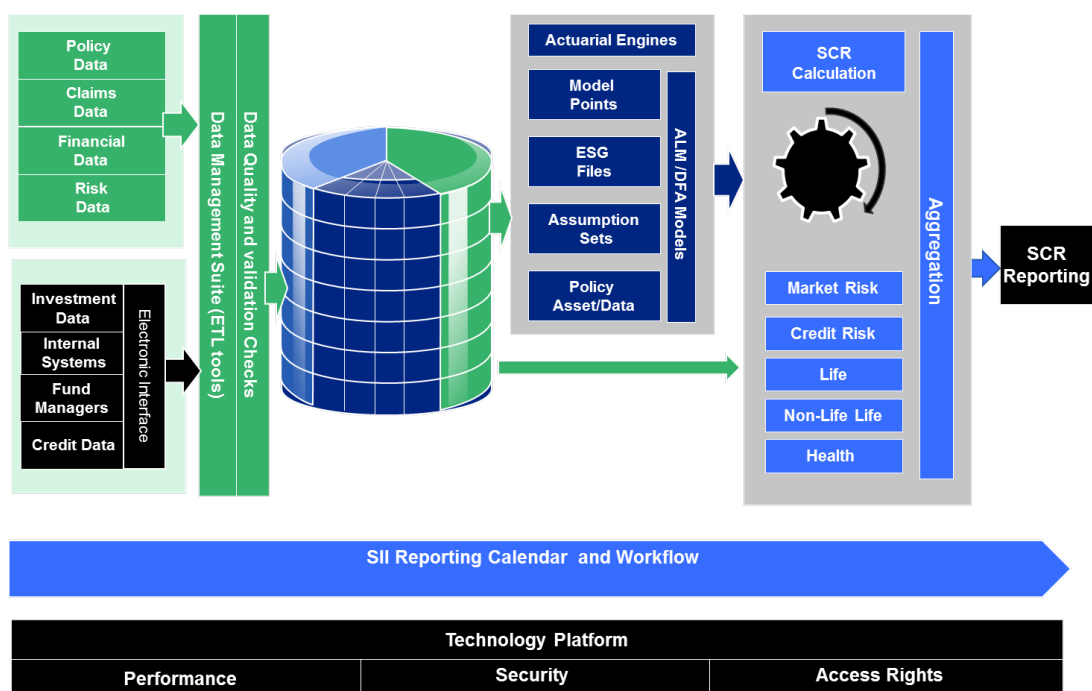 Policy
Data
Claims
Data
Financial
Data
Risk
Data
Investment
Data
Internal
Systems
Fund
Managers
Credit Data
Electronic Interface
Data Management Suite (ETL tools)
Data Quality and validation Checks
Actuarial Engines
Model
Points
ESG
Files
Assumption
Sets
Policy
Asset/Data
ALM /DFA Models
SCR
Calculation
Market Risk
Credit Risk
Life
Non-Life Life
Health
Aggregation
SCR
Reporting
SII Reporting Calendar and Workflow
Technology Platform
Performance
Security
Access Rights